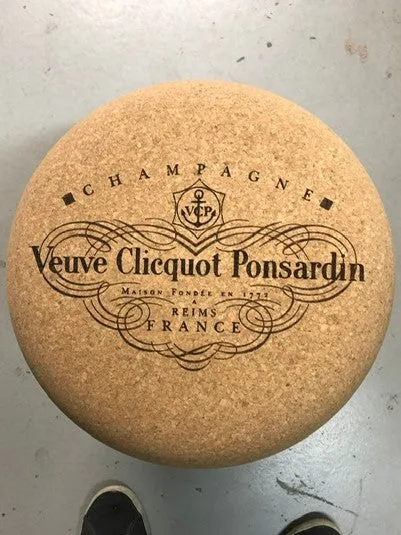 CHAMPAGNE
VCP
Veuve Clicquot Ponsardin
MAISON FONDÉE EN 1772
A
REIMS
FRANCE